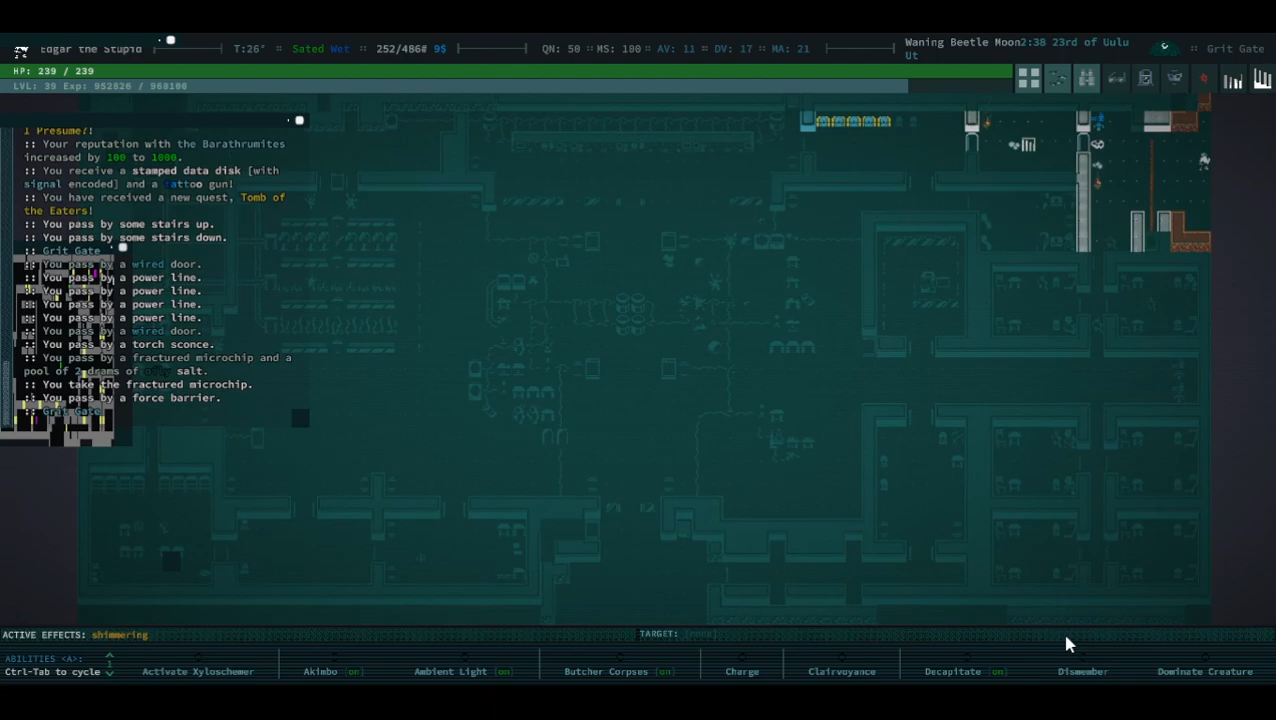 Edgar the Stupid T:26° Sated Wet 252/486# 9$ QN: 50 MS: 100 AV: 11 DV: 17 MA: 21 Waning Beetle Moon 2:38 23rd of Uulu Ut Grit Gate
HP: 239 / 239
LVL: 39 Exp: 952826 / 960100
I Presume?!
:: Your reputation with the Barathrumites
increased by 100 to 1000.
:: You receive a stamped data disk [with
signal encoded] and a tattoo gun!
:: You have received a new quest, Tomb of
the Eaters!
:: You pass by some stairs up.
:: You pass by some stairs down.
:: Grit Gate
:: You pass by a wired door.
:: You pass by a power line.
:: You pass by a power line.
:: You pass by a power line.
:: You pass by a power line.
:: You pass by a wired door.
:: You pass by a torch sconce.
:: You pass by a fractured microchip and a
pool of 2 drams of oily salt.
:: You take the fractured microchip.
:: You pass by a force barrier.
:: Grit Gate
ACTIVE EFFECTS: shimmering TARGET: [none]
ABILITIES <A>: 1
Ctrl-Tab to cycle Activate Xyloschemer Akimbo [on] Ambient Light [on] Butcher Corpses [on] Charge Clairvoyance Decapitate [on] Dismember Dominate Creature